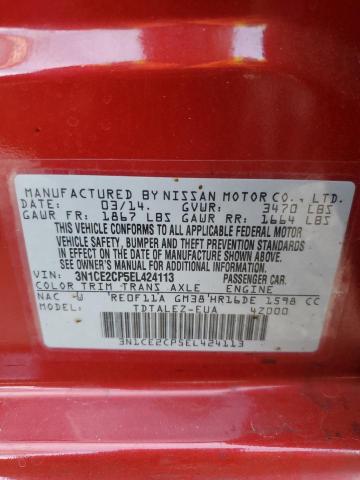 MANUFACTURED BY NISSAN MOTOR CO., LTD.
DATE: 03/14. GVWR: 3470 LBS
GAWR FR: 1867 LBS GAWR RR: 1664 LBS
THIS VEHICLE CONFORMS TO ALL APPLICABLE FEDERAL MOTOR
VEHICLE SAFETY, BUMPER AND THEFT PREVENTION STANDARDS
IN EFFECT ON THE DATE OF MANUFACTURE SHOWN ABOVE.
SEE OWNER'S MANUAL FOR ADDITIONAL INFORMATION.
VIN: 3N1CE2CP5EL424113 PASSENGER CAR.
COLOR TRIM TRANS AXLE ENGINE
NAC W RE0F11A GM38 HR16DE 1598 CC
MODEL: TDTALEZ-EUA 42000
3N1CE2CP5EL424113